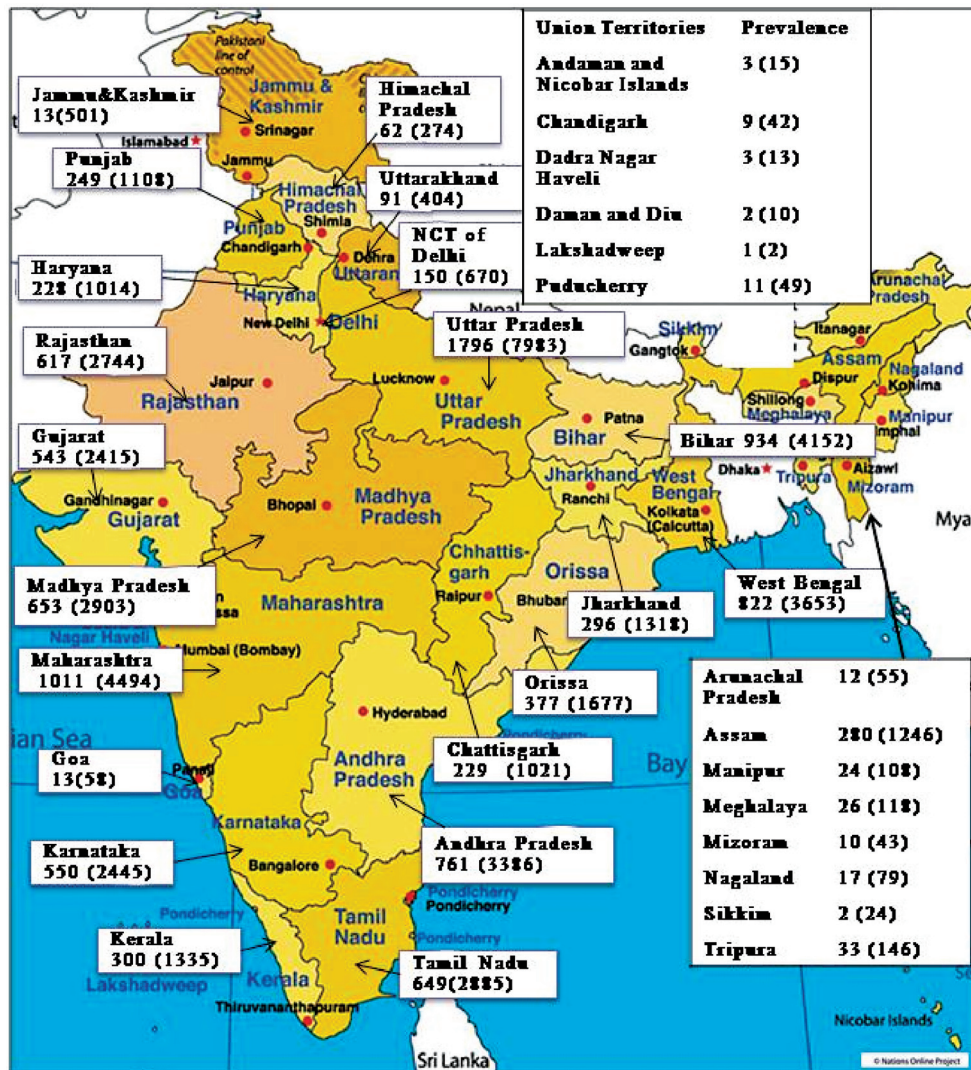 Pakistani
line of
control
Union Territories Prevalence
Andaman and
Nicobar Islands 3 (15)
Chandigarh 9 (42)
Dadra Nagar
Haveli 3 (13)
Daman and Diu 2 (10)
Lakshadweep 1 (2)
Puducherry 11 (49)
Jammu&Kashmir
13(501)
Jammu &
Kashmir
Himachal
Pradesh
62 (274)
Srinagar
Islamabad
Punjab
249 (1108)
Jammu
Uttarakhand
91 (404)
Himachal
Pradesh
Shimla
Punjab
Chandigarh
NCT of
Delhi
150 (670)
Dehra
Uttaran
Haryana
228 (1014)
Haryana
New Delhi
Delhi
Nepal
Arunachal
Pradesh
Itanagar
Sikkim
Gangtok
Rajasthan
617 (2744)
Uttar Pradesh
1796 (7983)
Assam
Dispur
Nagaland
Kohima
Jaipur
Rajasthan
Lucknow
Uttar
Pradesh
Shillong
Meghalaya
Manipur
Imphal
Patna
Bihar
Bihar 934 (4152)
Gujarat
543 (2415)
Gandhinagar
Gujarat
Bhopal
Madhya
Pradesh
Jharkhand
Ranchi
West
Bengal
Kolkata
(Calcutta)
Dhaka
Tripura
Aizawl
Mizoram
Mya
Chhattis-
garh
Raipur
Orissa
Bhubar
Madhya Pradesh
653 (2903)
Maharashtra
Jharkhand
296 (1318)
West Bengal
822 (3653)
Nagar Haveli
Mumbai (Bombay)
Maharashtra
1011 (4494)
Orissa
377 (1677)
Arunachal
Pradesh 12 (55)
Assam 280 (1246)
Manipur 24 (108)
Meghalaya 26 (118)
Mizoram 10 (43)
Nagaland 17 (79)
Sikkim 2 (24)
Tripura 33 (146)
Hyderabad
ian Sea
Andhra
Pradesh
Chattisgarh
229 (1021)
Bay
Goa
13(58)
Panaji
Goa
Karnataka
Karnataka
550 (2445)
Bangalore
Andhra Pradesh
761 (3386)
Pondicherry
Pondicherry
Pondicherry
Tamil
Nadu
Pondicherry
Kerala
300 (1335)
Lakshadweep
Kerala
Tamil Nadu
649(2885)
Thiruvananthapuram
Sri Lanka
Nicobar Islands
© Nations Online Project